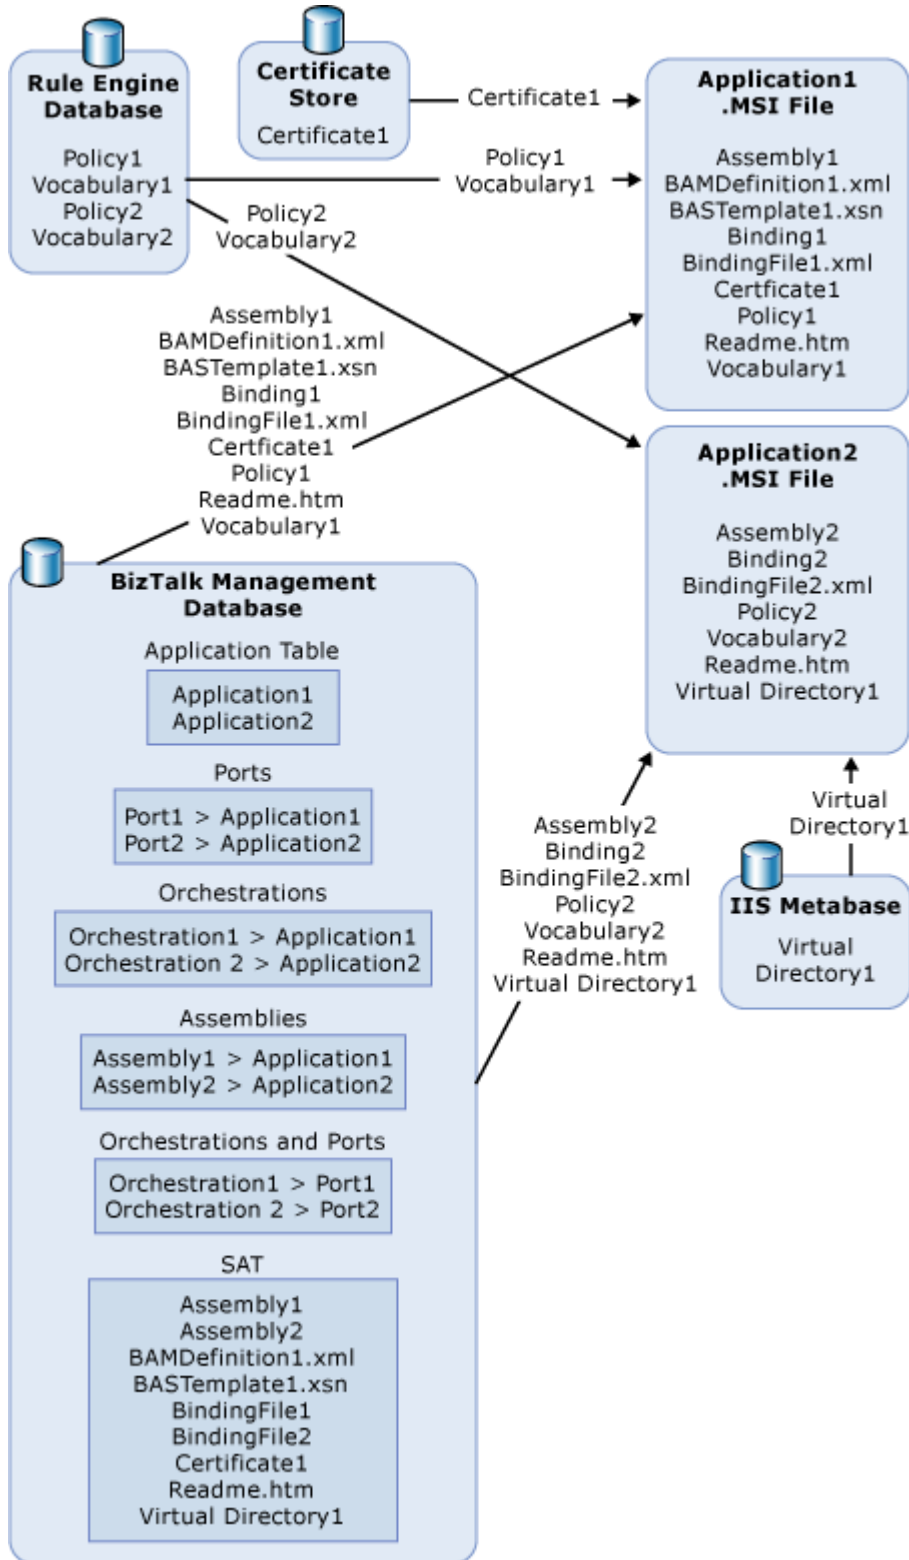 Rule Engine
Database
Policy1
Vocabulary1
Policy2
Vocabulary2
Certificate
Store
Certificate1
Certificate1
Policy1
Vocabulary1
Policy2
Vocabulary2
Application1
.MSI File
Assembly1
BAMDefinition1.xml
BASTemplate1.xsn
Binding1
BindingFile1.xml
Certficate1
Policy1
Readme.htm
Vocabulary1
Assembly1
BAMDefinition1.xml
BASTemplate1.xsn
Binding1
BindingFile1.xml
Certficate1
Policy1
Readme.htm
Vocabulary1
Application2
.MSI File
Assembly2
Binding2
BindingFile2.xml
Policy2
Vocabulary2
Readme.htm
Virtual Directory1
BizTalk Management
Database
Application Table
Application1
Application2
Ports
Port1 > Application1
Port2 > Application2
Orchestrations
Orchestration1 > Application1
Orchestration 2 > Application2
Assemblies
Assembly1 > Application1
Assembly2 > Application2
Orchestrations and Ports
Orchestration1 > Port1
Orchestration 2 > Port2
SAT
Assembly1
Assembly2
BAMDefinition1.xml
BASTemplate1.xsn
BindingFile1
BindingFile2
Certificate1
Readme.htm
Virtual Directory1
Assembly2
Binding2
BindingFile2.xml
Policy2
Vocabulary2
Readme.htm
Virtual Directory1
Virtual
Directory1
IIS Metabase
Virtual
Directory1